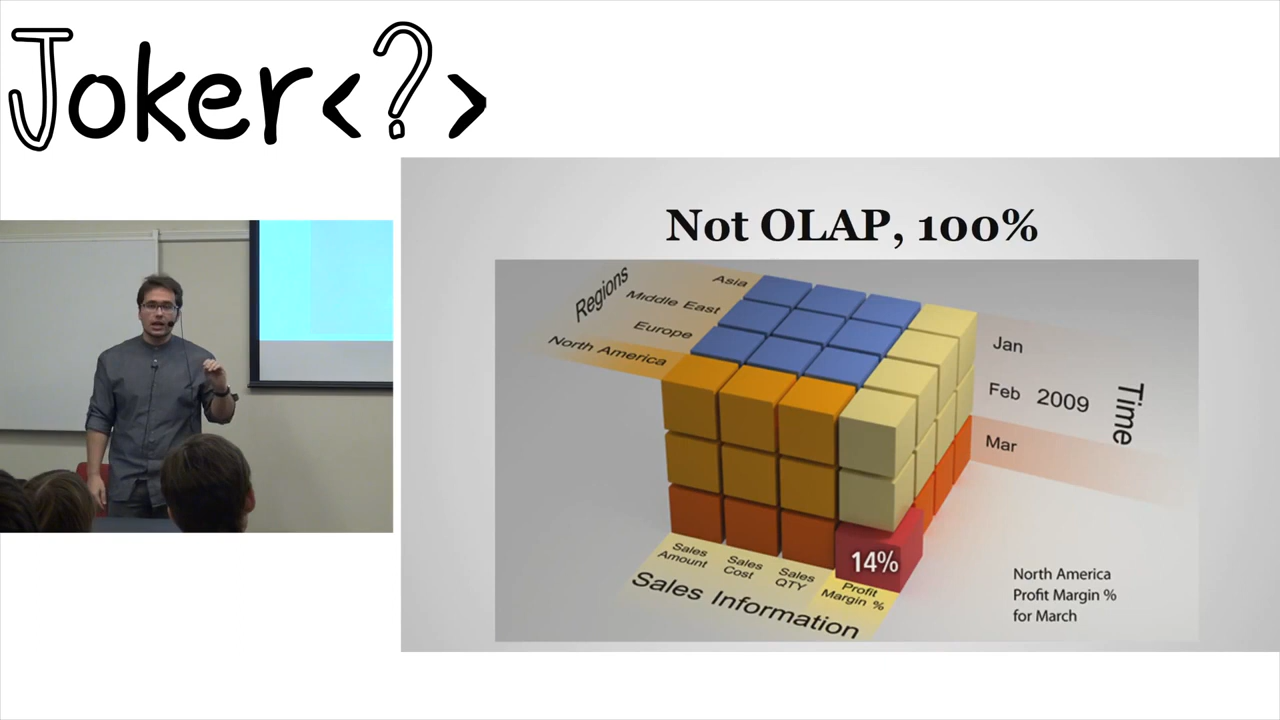 Joker<?>
Not OLAP, 100%
Regions
Asia
Middle East
Europe
North America
Jan
Feb 2009
Mar
Time
14%
Sales Amount
Sales Cost
Sales QTY
Profit Margin %
Sales Information
North America
Profit Margin %
for March